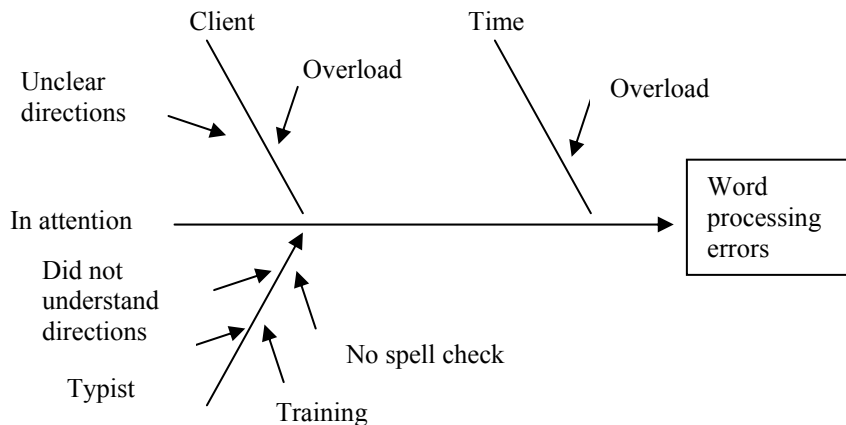 Client
Time
Unclear
directions
Overload
Overload
Word
processing
errors
In attention
Did not
understand
directions
No spell check
Typist
Training